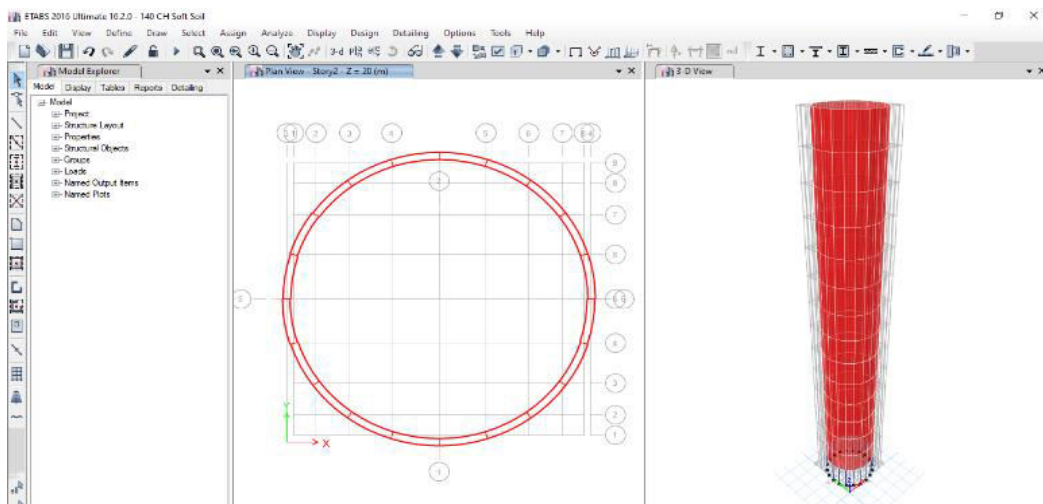 ETABS 2016 Ultimate 16.2.0 - 140 CH Soft Soil
File Edit View Define Draw Select Assign Analyze Display Design Detailing Options Tools Help
3-d
Model Explorer
Model Display Tables Reports Detailing
Model
Project
Structure Layout
Properties
Structural Objects
Groups
Loads
Named Output Items
Named Plots
Plan View - Story2 - Z = 20 (m)
1 2 3 4 5 6 7
9
8
7
3
2
1
Y
X
3-D View